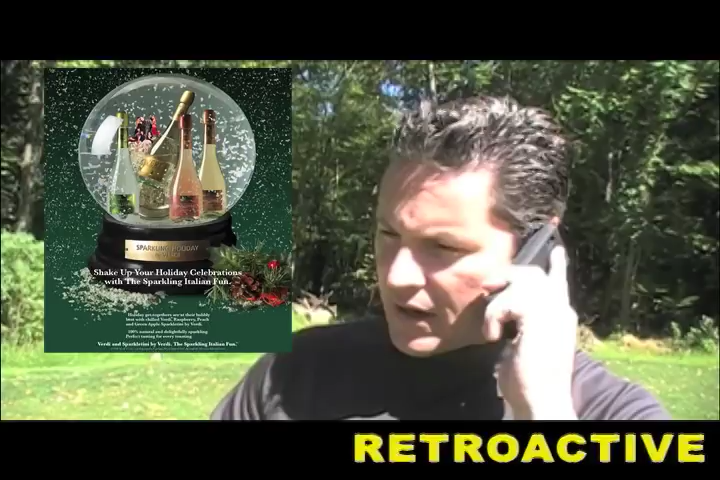 SPARKLING HOLIDAY
Shake Up Your Holiday Celebrations
with The Sparkling Italian Fun.
Holiday get-togethers are at their bubbly
best with chilled Verdi, Raspberry, Peach
and Green Apple Sparkletini by Verdi.
100% natural and delightfully sparkling
Perfect tasting for every toasting
Verdi and Sparkletini by Verdi. The Sparkling Italian Fun.
RETROACTIVE